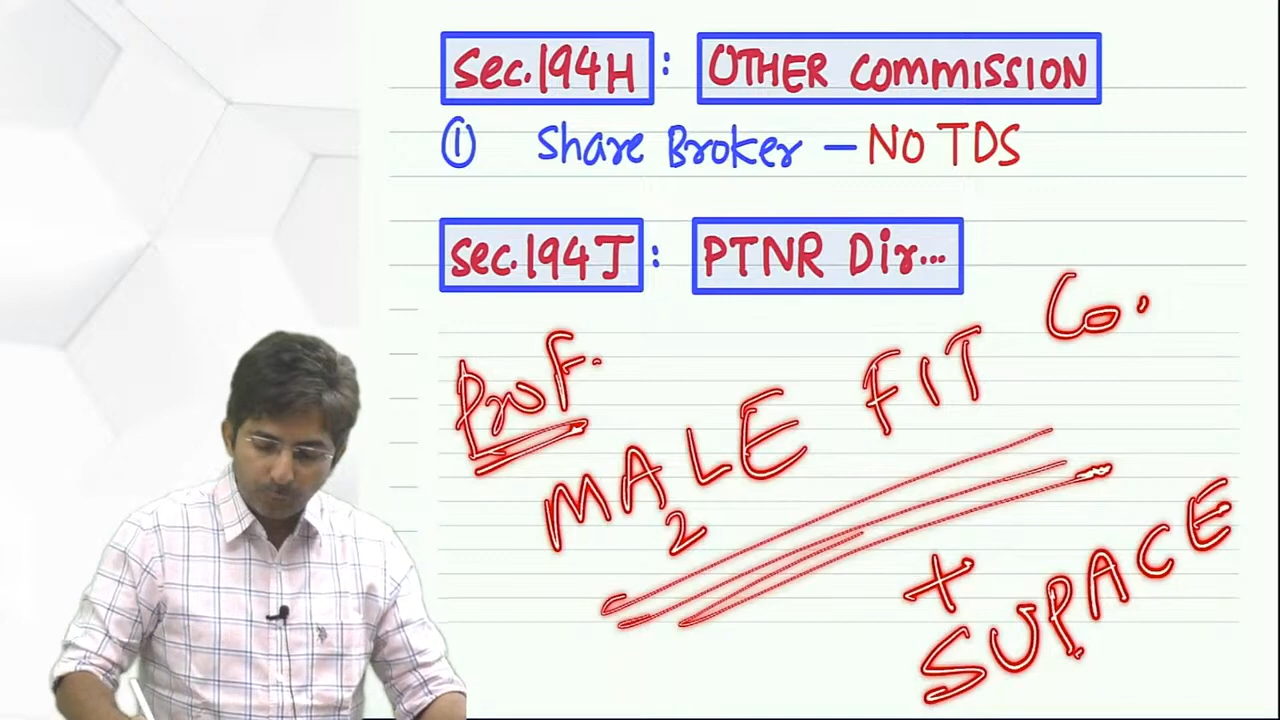 Sec.194H : OTHER COMMISSION
① Share Broker — NO TDS
Sec.194J : PTNR Dir...
Prof.
MA2LE FIT Co.
+
SUPACE